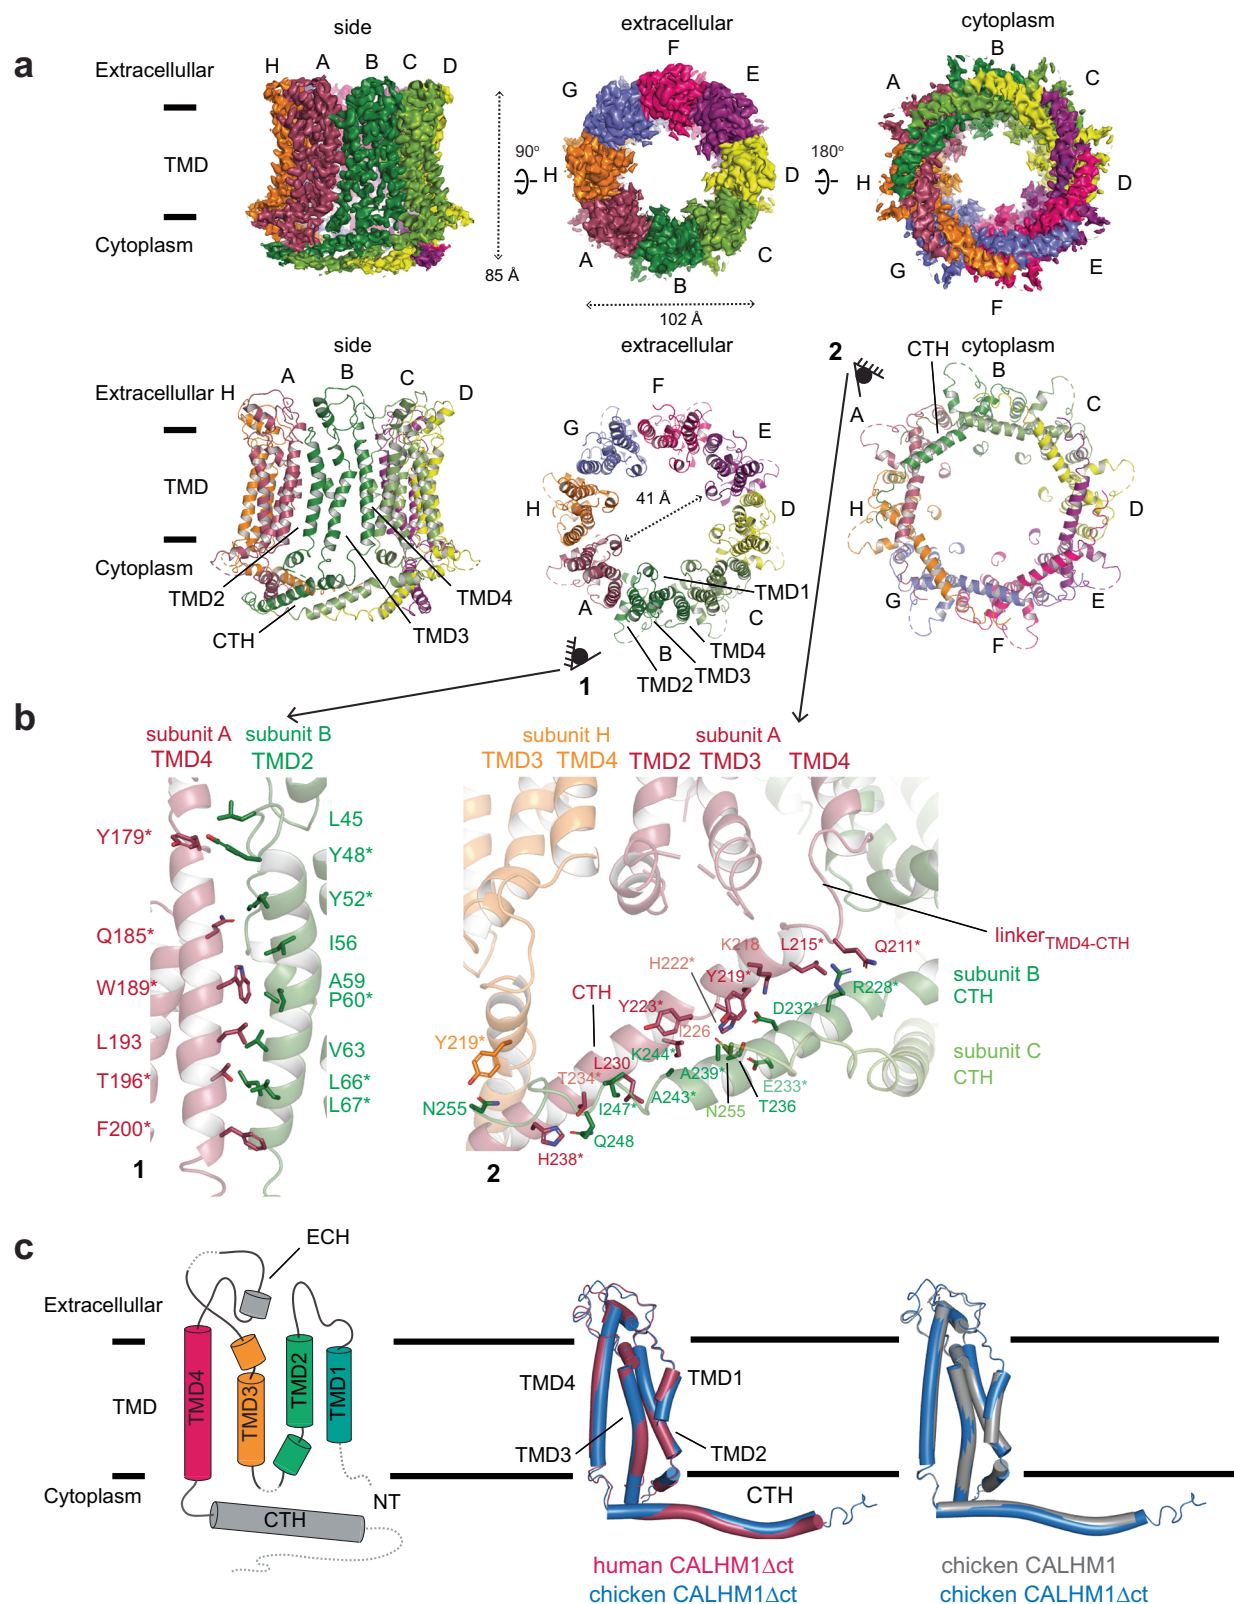 a
side
extracellular
cytoplasm
Extracellullar
H
A
B
C
D
TMD
Cytoplasm
85 Å
90°
F
G
E
H
D
A
C
B
102 Å
180°
B
A
C
H
D
G
E
F
side
extracellular
2
CTH
cytoplasm
Extracellullar
H
A
B
C
D
TMD
Cytoplasm
TMD2
CTH
TMD3
TMD4
F
G
E
H
41 Å
D
TMD1
A
C
B
TMD4
TMD3
TMD2
1
A
B
C
H
D
G
E
F
b
subunit A
TMD4
subunit B
TMD2
Y179*
Q185*
W189*
L193
T196*
F200*
L45
Y48*
Y52*
I56
A59
P60*
V63
L66*
L67*
1
subunit H
TMD3 TMD4
subunit A
TMD2 TMD3 TMD4
linkerTMD4-CTH
K218
L215*
Q211*
H222*
Y219*
R228*
subunit B
CTH
CTH
Y223*
D232*
I226
Y219*
K244*
L230
A239*
E233*
subunit C
CTH
T234*
A243*
N255
T236
N255
I247*
Q248
H238*
2
c
ECH
Extracellullar
TMD
Cytoplasm
TMD4
TMD3
TMD2
TMD1
NT
CTH
TMD4
TMD1
TMD3
TMD2
CTH
human CALHM1Δct
chicken CALHM1Δct
chicken CALHM1
chicken CALHM1Δct